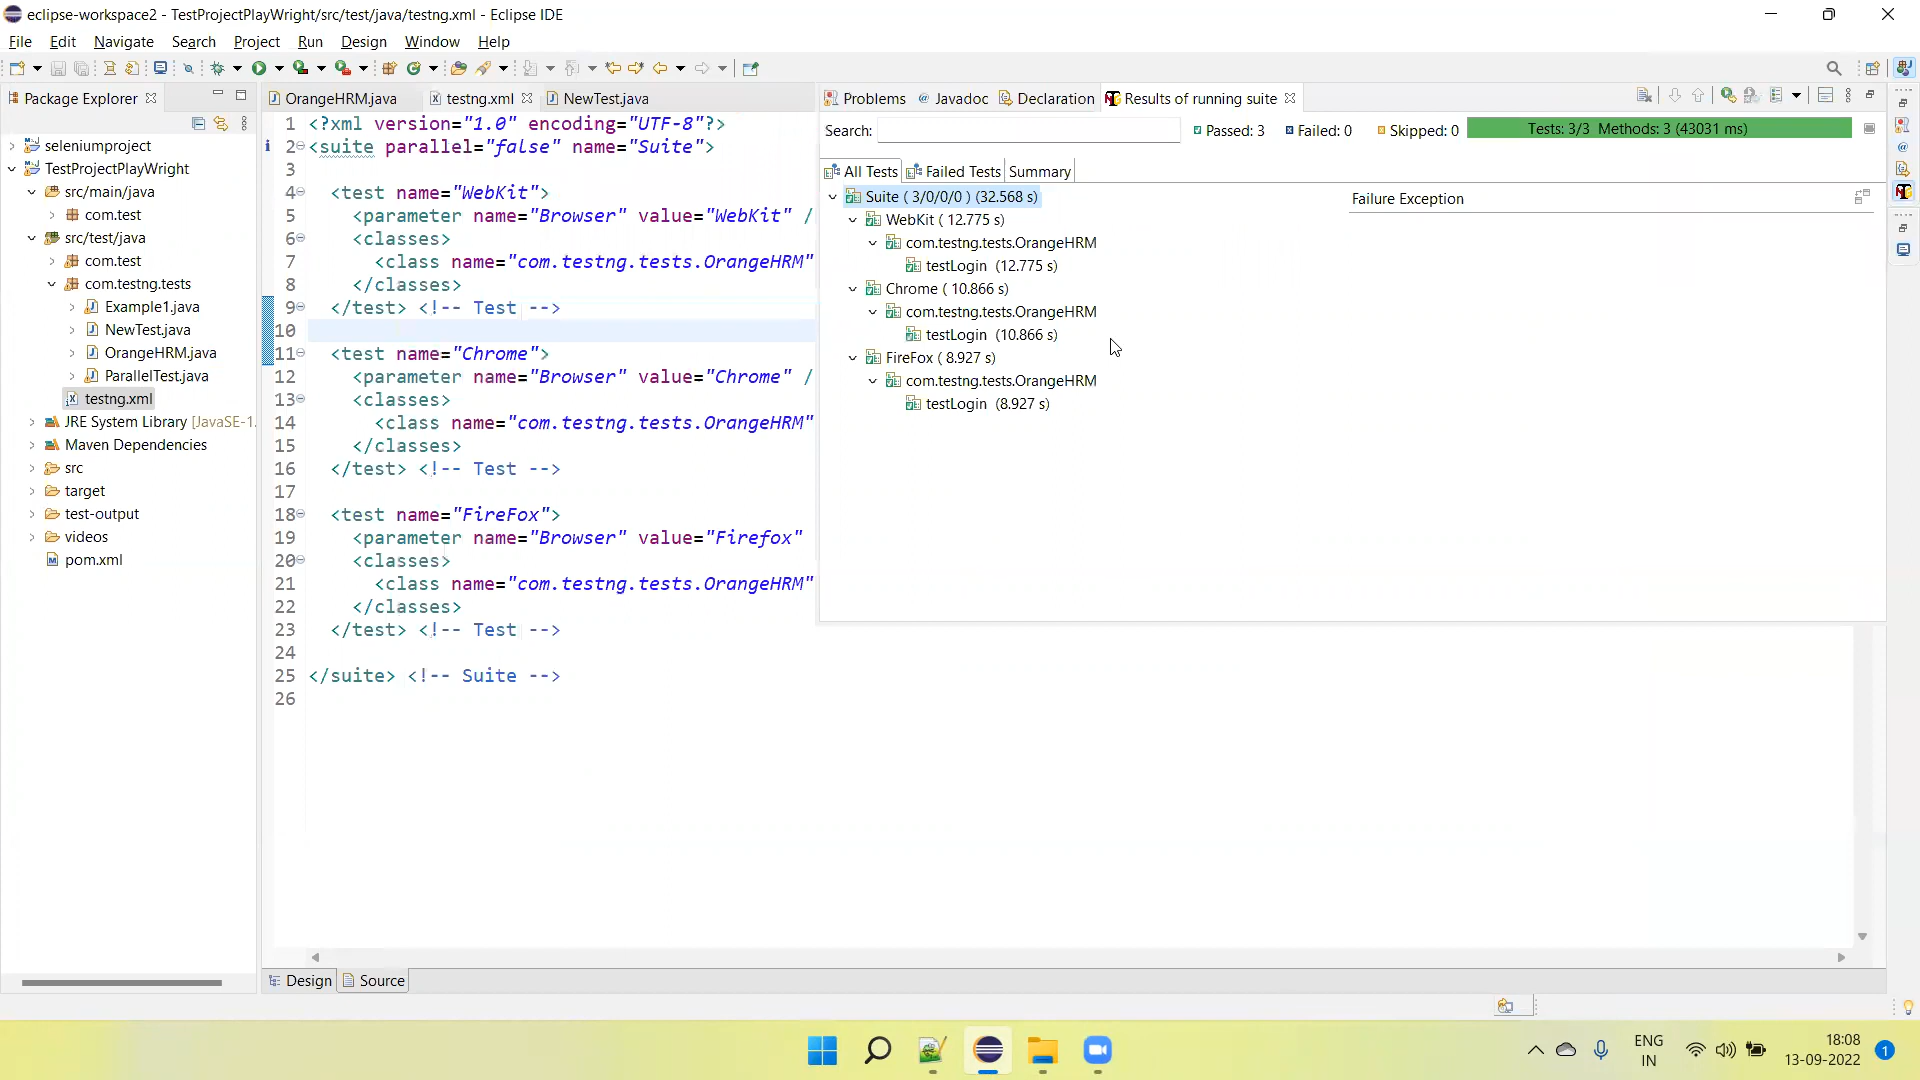 eclipse-workspace2 - TestProjectPlayWright/src/test/java/testng.xml - Eclipse IDE
File Edit Navigate Search Project Run Design Window Help
Package Explorer
seleniumproject
TestProjectPlayWright
src/main/java
com.test
src/test/java
com.test
com.testng.tests
Example1.java
NewTest.java
OrangeHRM.java
ParallelTest.java
testng.xml
JRE System Library [JavaSE-1.
Maven Dependencies
src
target
test-output
videos
pom.xml
OrangeHRM.java testng.xml NewTest.java
1 <?xml version="1.0" encoding="UTF-8"?>
2 <suite parallel="false" name="Suite">
3
4 <test name="WebKit">
5 <parameter name="Browser" value="WebKit" /
6 <classes>
7 <class name="com.testng.tests.OrangeHRM"
8 </classes>
9 </test> <!-- Test -->
10
11 <test name="Chrome">
12 <parameter name="Browser" value="Chrome" /
13 <classes>
14 <class name="com.testng.tests.OrangeHRM"
15 </classes>
16 </test> <!-- Test -->
17
18 <test name="FireFox">
19 <parameter name="Browser" value="Firefox"
20 <classes>
21 <class name="com.testng.tests.OrangeHRM"
22 </classes>
23 </test> <!-- Test -->
24
25 </suite> <!-- Suite -->
26
Design Source
Problems Javadoc Declaration Results of running suite
Search: Passed: 3 Failed: 0 Skipped: 0 Tests: 3/3 Methods: 3 (43031 ms)
All Tests Failed Tests Summary
Suite ( 3/0/0/0 ) (32.568 s)
WebKit ( 12.775 s)
com.testng.tests.OrangeHRM
testLogin (12.775 s)
Chrome ( 10.866 s)
com.testng.tests.OrangeHRM
testLogin (10.866 s)
FireFox ( 8.927 s)
com.testng.tests.OrangeHRM
testLogin (8.927 s)
Failure Exception
ENG
IN
18:08
13-09-2022
1